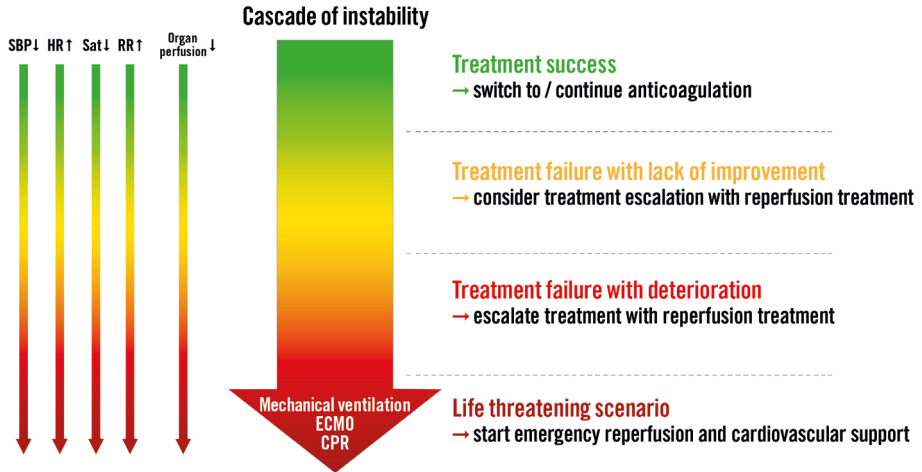 Cascade of instability
SBP↓ HR↑ Sat↓ RR↑ Organ perfusion ↓
Treatment success
→ switch to / continue anticoagulation
Treatment failure with lack of improvement
→ consider treatment escalation with reperfusion treatment
Treatment failure with deterioration
→ escalate treatment with reperfusion treatment
Mechanical ventilation
ECMO
CPR
Life threatening scenario
→ start emergency reperfusion and cardiovascular support